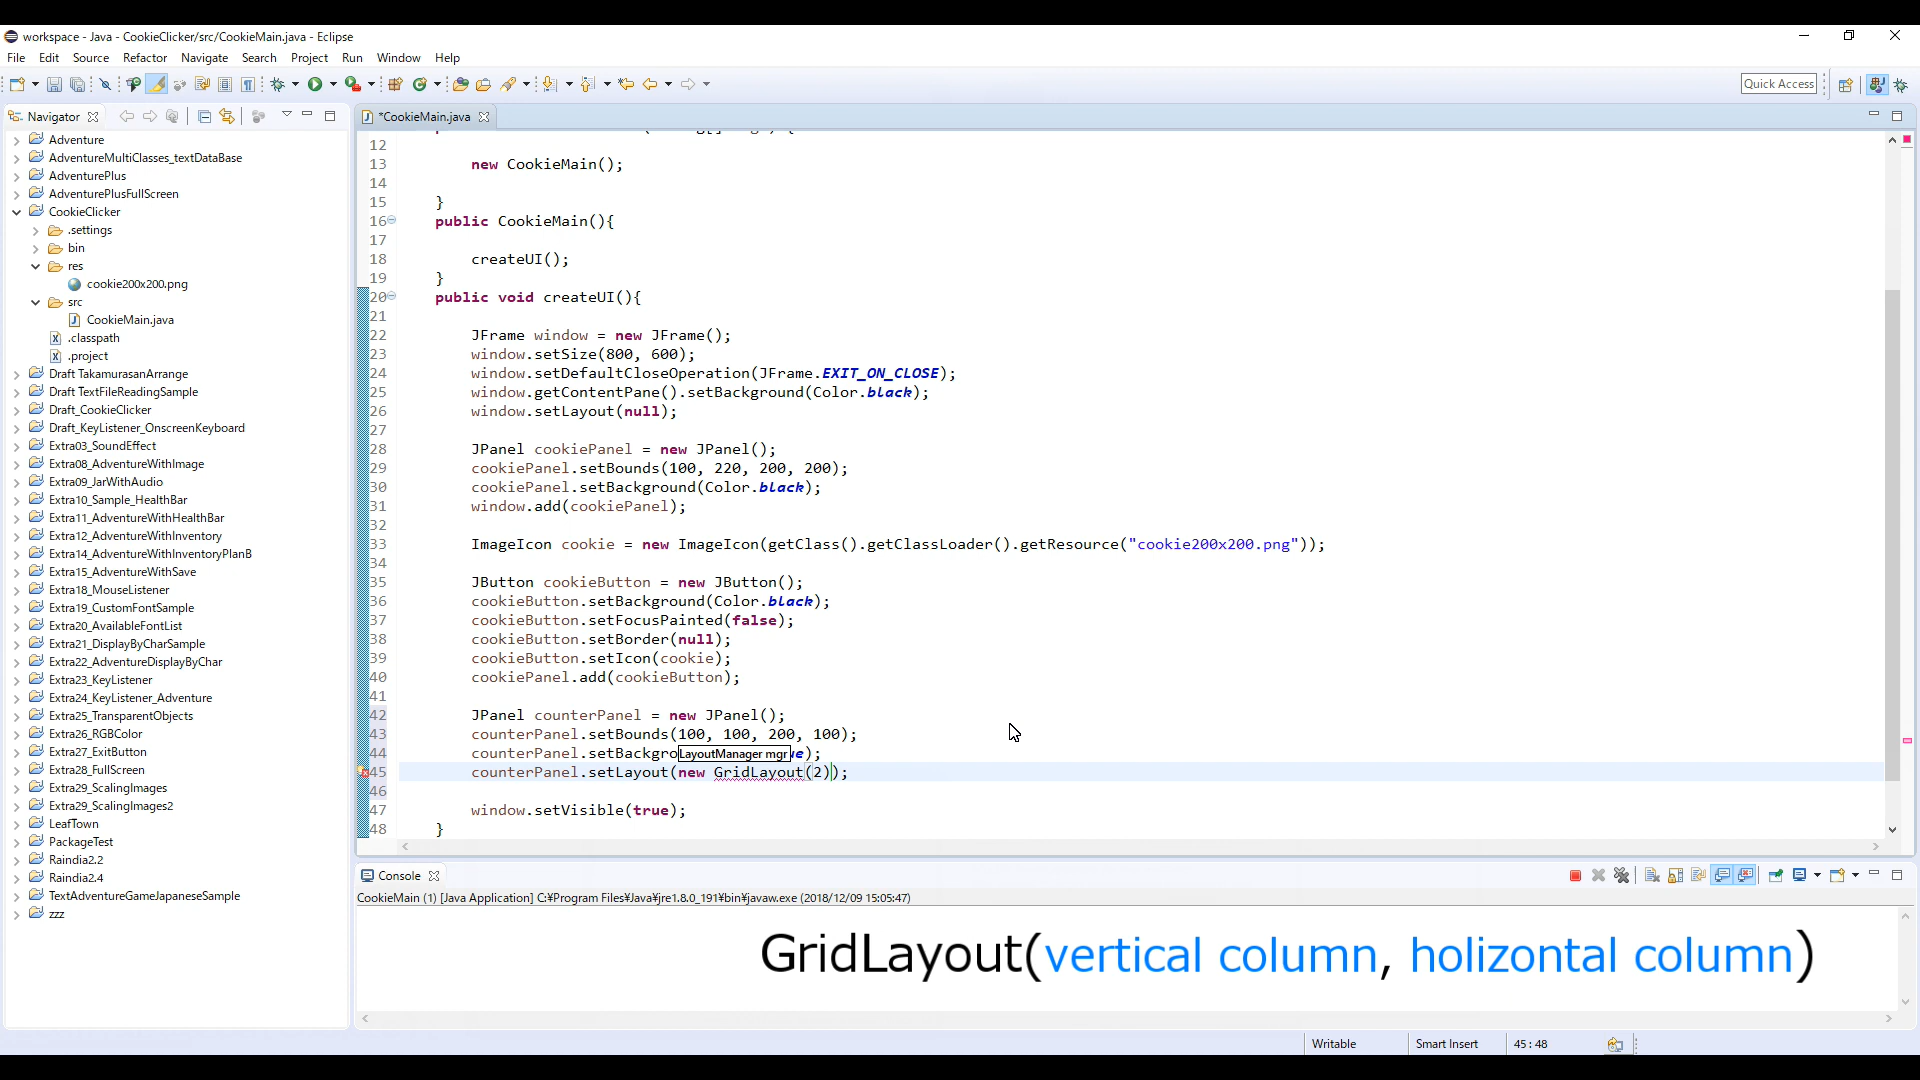 workspace - Java - CookieClicker/src/CookieMain.java - Eclipse
File Edit Source Refactor Navigate Search Project Run Window Help
Quick Access
Navigator
*CookieMain.java
Adventure
AdventureMultiClasses_textDataBase
AdventurePlus
AdventurePlusFullScreen
CookieClicker
.settings
bin
res
cookie200x200.png
src
CookieMain.java
.classpath
.project
Draft TakamurasanArrange
Draft TextFileReadingSample
Draft_CookieClicker
Draft_KeyListener_OnscreenKeyboard
Extra03_SoundEffect
Extra08_AdventureWithImage
Extra09_JarWithAudio
Extra10_Sample_HealthBar
Extra11_AdventureWithHealthBar
Extra12_AdventureWithInventory
Extra14_AdventureWithInventoryPlanB
Extra15_AdventureWithSave
Extra18_MouseListener
Extra19_CustomFontSample
Extra20_AvailableFontList
Extra21_DisplayByCharSample
Extra22_AdventureDisplayByChar
Extra23_KeyListener
Extra24_KeyListener_Adventure
Extra25_TransparentObjects
Extra26_RGBColor
Extra27_ExitButton
Extra28_FullScreen
Extra29_ScalingImages
Extra29_ScalingImages2
LeafTown
PackageTest
Raindia2.2
Raindia2.4
TextAdventureGameJapaneseSample
zzz
12
13 new CookieMain();
14
15 }
16 public CookieMain(){
17
18 createUI();
19 }
20 public void createUI(){
21
22 JFrame window = new JFrame();
23 window.setSize(800, 600);
24 window.setDefaultCloseOperation(JFrame.EXIT_ON_CLOSE);
25 window.getContentPane().setBackground(Color.black);
26 window.setLayout(null);
27
28 JPanel cookiePanel = new JPanel();
29 cookiePanel.setBounds(100, 220, 200, 200);
30 cookiePanel.setBackground(Color.black);
31 window.add(cookiePanel);
32
33 ImageIcon cookie = new ImageIcon(getClass().getClassLoader().getResource("cookie200x200.png"));
34
35 JButton cookieButton = new JButton();
36 cookieButton.setBackground(Color.black);
37 cookieButton.setFocusPainted(false);
38 cookieButton.setBorder(null);
39 cookieButton.setIcon(cookie);
40 cookiePanel.add(cookieButton);
41
42 JPanel counterPanel = new JPanel();
43 counterPanel.setBounds(100, 100, 200, 100);
44 counterPanel.setBackgro LayoutManager mgr ue);
45 counterPanel.setLayout(new GridLayout(2));
46
47 window.setVisible(true);
48 }
Console
CookieMain (1) [Java Application] C:¥Program Files¥Java¥jre1.8.0_191¥bin¥javaw.exe (2018/12/09 15:05:47)
GridLayout(vertical column, holizontal column)
Writable Smart Insert 45 : 48